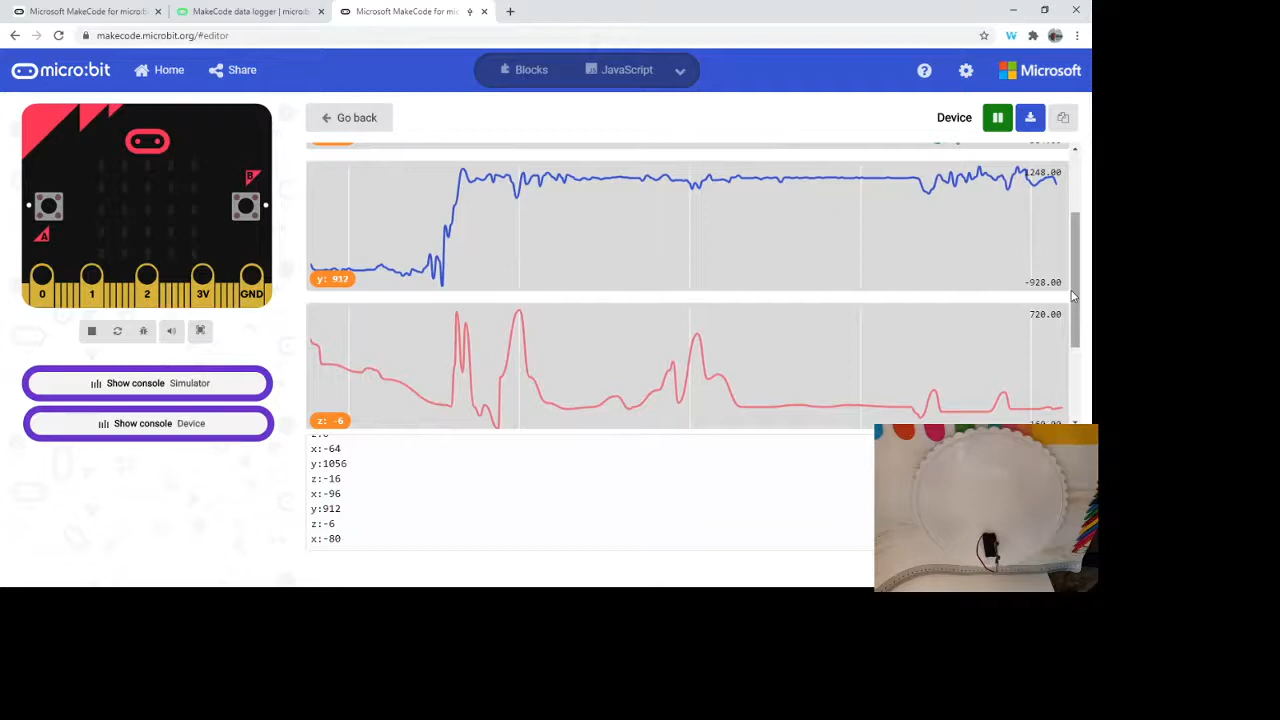 Microsoft MakeCode for micro:b
MakeCode data logger | micro:
Microsoft MakeCode for mic
makecode.microbit.org/#editor
micro:bit
Home
Share
Blocks
JavaScript
Microsoft
Go back
Device
1248.00
y: 912
-928.00
720.00
z: -6
B
A
0
1
2
3V
GND
Show console Simulator
Show console Device
x:-64
y:1056
z:-16
x:-96
y:912
z:-6
x:-80